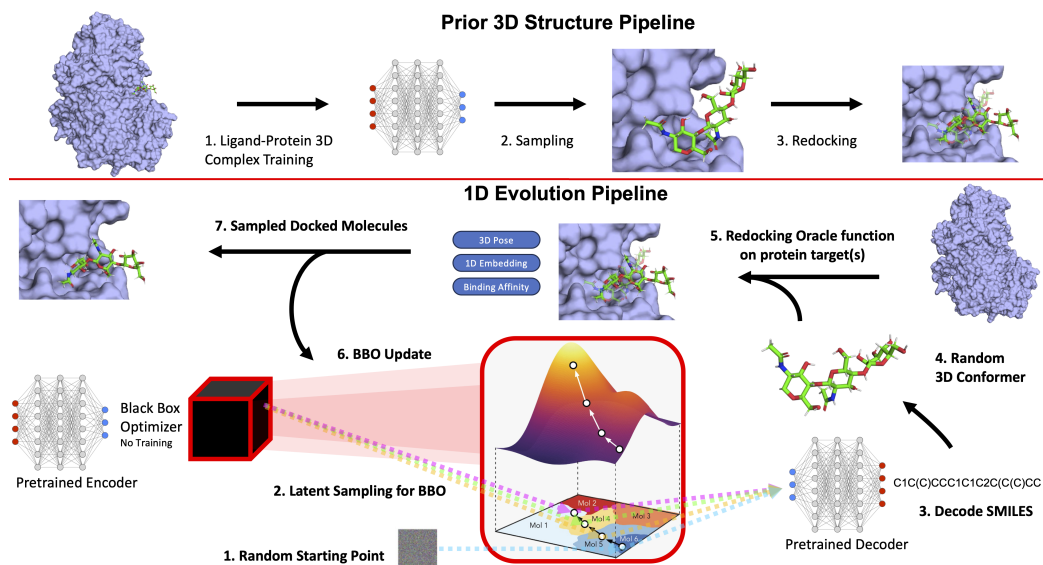 Prior 3D Structure Pipeline
1. Ligand-Protein 3D
Complex Training
2. Sampling
3. Redocking
1D Evolution Pipeline
7. Sampled Docked Molecules
3D Pose
1D Embedding
Binding Affinity
5. Redocking Oracle function
on protein target(s)
6. BBO Update
4. Random
3D Conformer
Black Box
Optimizer
No Training
Pretrained Encoder
2. Latent Sampling for BBO
Mol 1
Mol 2
Mol 3
Mol 4
Mol 5
Mol 6
C1C(C)CCC1C1C2C(C(C)CC
3. Decode SMILES
Pretrained Decoder
1. Random Starting Point